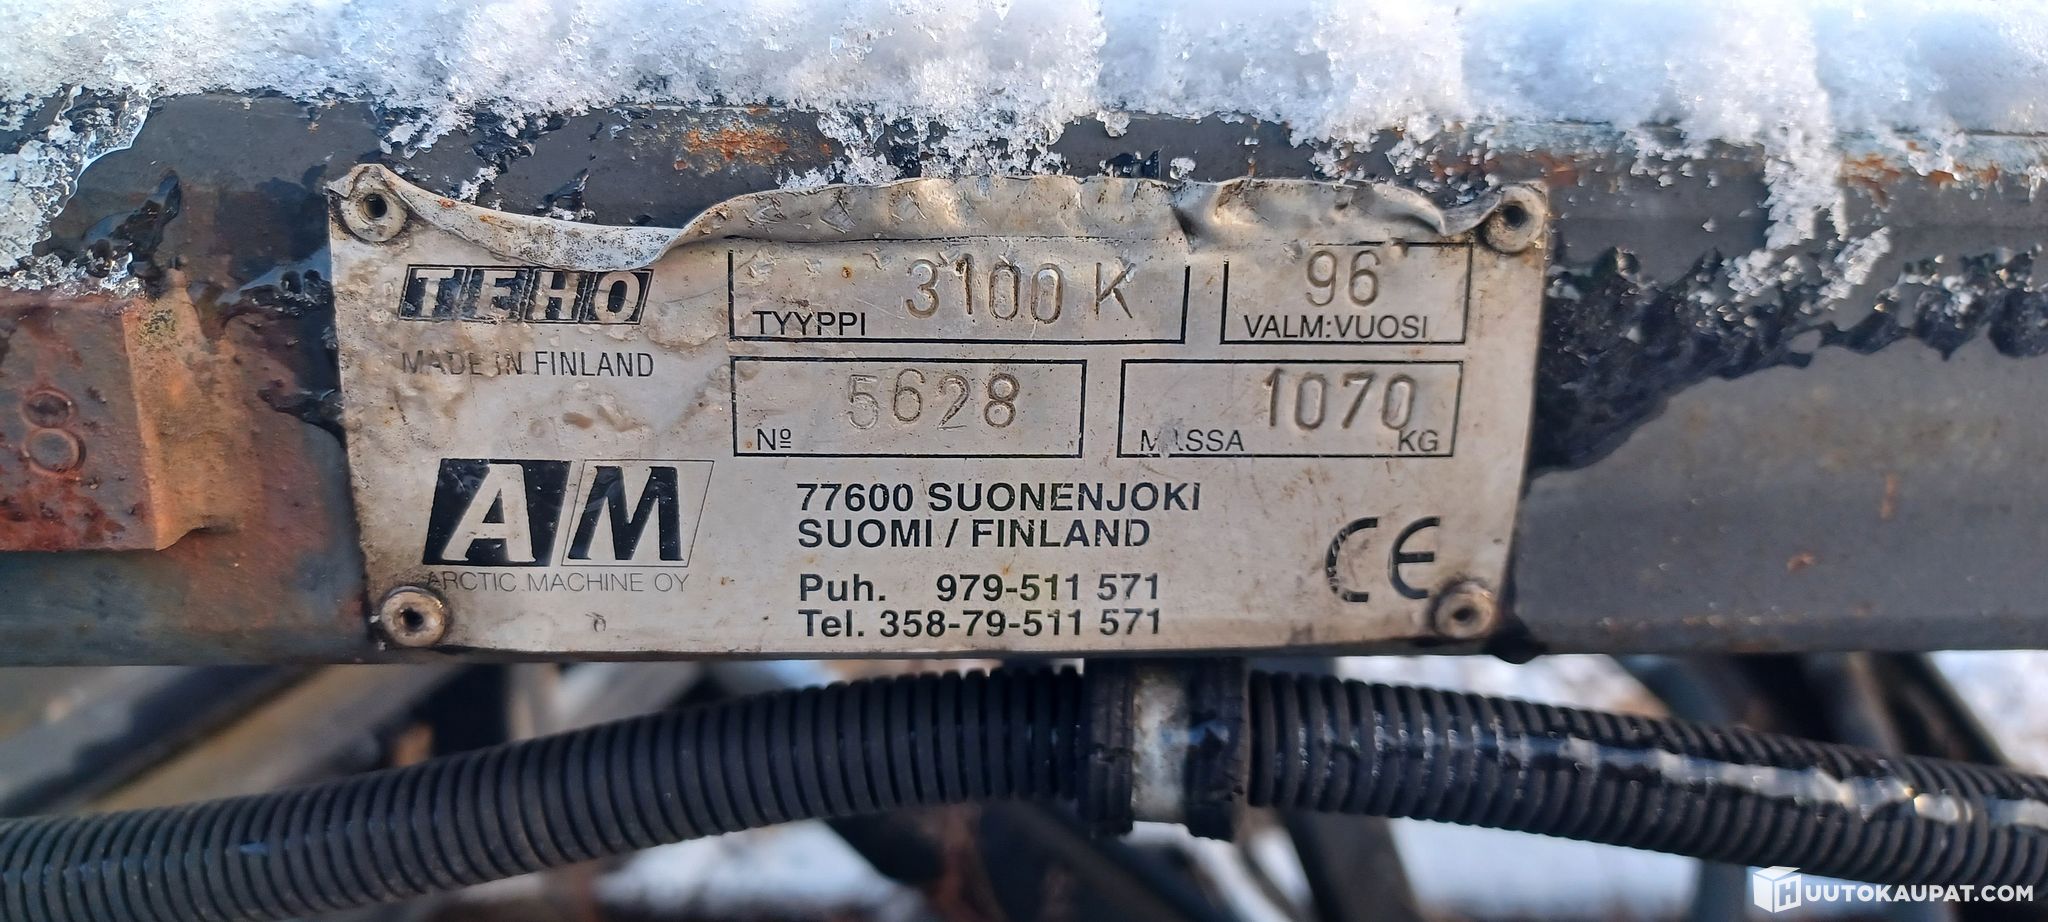 TEHO
MADE IN FINLAND
TYYPPI 3100 K
96
VALM:VUOSI
Nº 5628
MASSA 1070 KG
AM
ARCTIC MACHINE OY
77600 SUONENJOKI
SUOMI / FINLAND
Puh. 979-511 571
Tel. 358-79-511 571
CE
8
HUUTOKAUPAT.COM